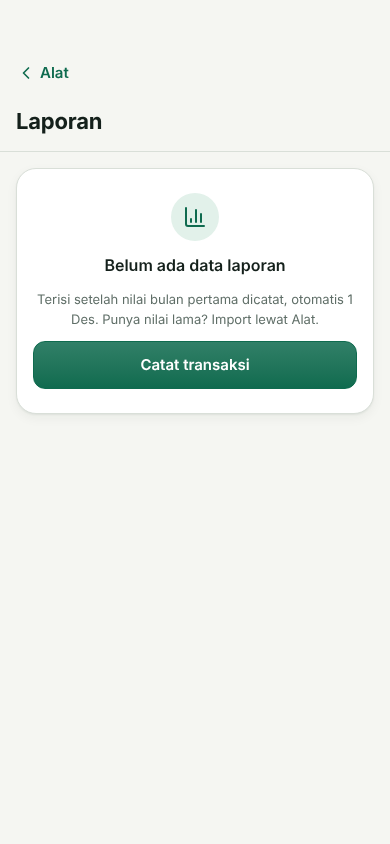 Alat
Laporan
Belum ada data laporan
Terisi setelah nilai bulan pertama dicatat, otomatis 1
Des. Punya nilai lama? Import lewat Alat.
Catat transaksi